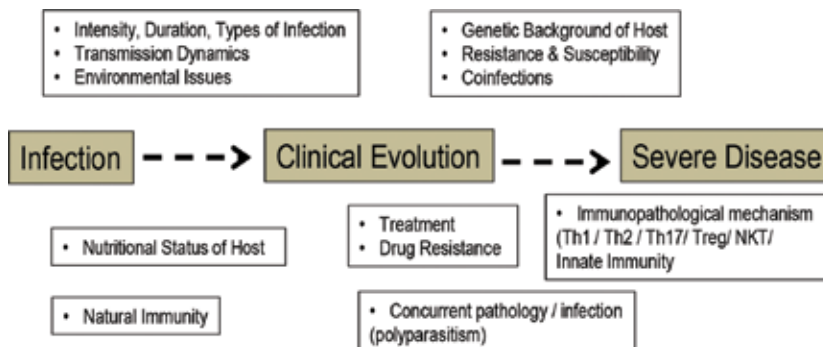 • Intensity, Duration, Types of Infection
• Transmission Dynamics
• Environmental Issues
• Genetic Background of Host
• Resistance & Susceptibility
• Coinfections
Infection
Clinical Evolution
Severe Disease
• Nutritional Status of Host
• Natural Immunity
• Treatment
• Drug Resistance
• Concurrent pathology / infection
(polyparasitism)
• Immunopathological mechanism
(Th1 / Th2 / Th17/ Treg/ NKT/
Innate Immunity